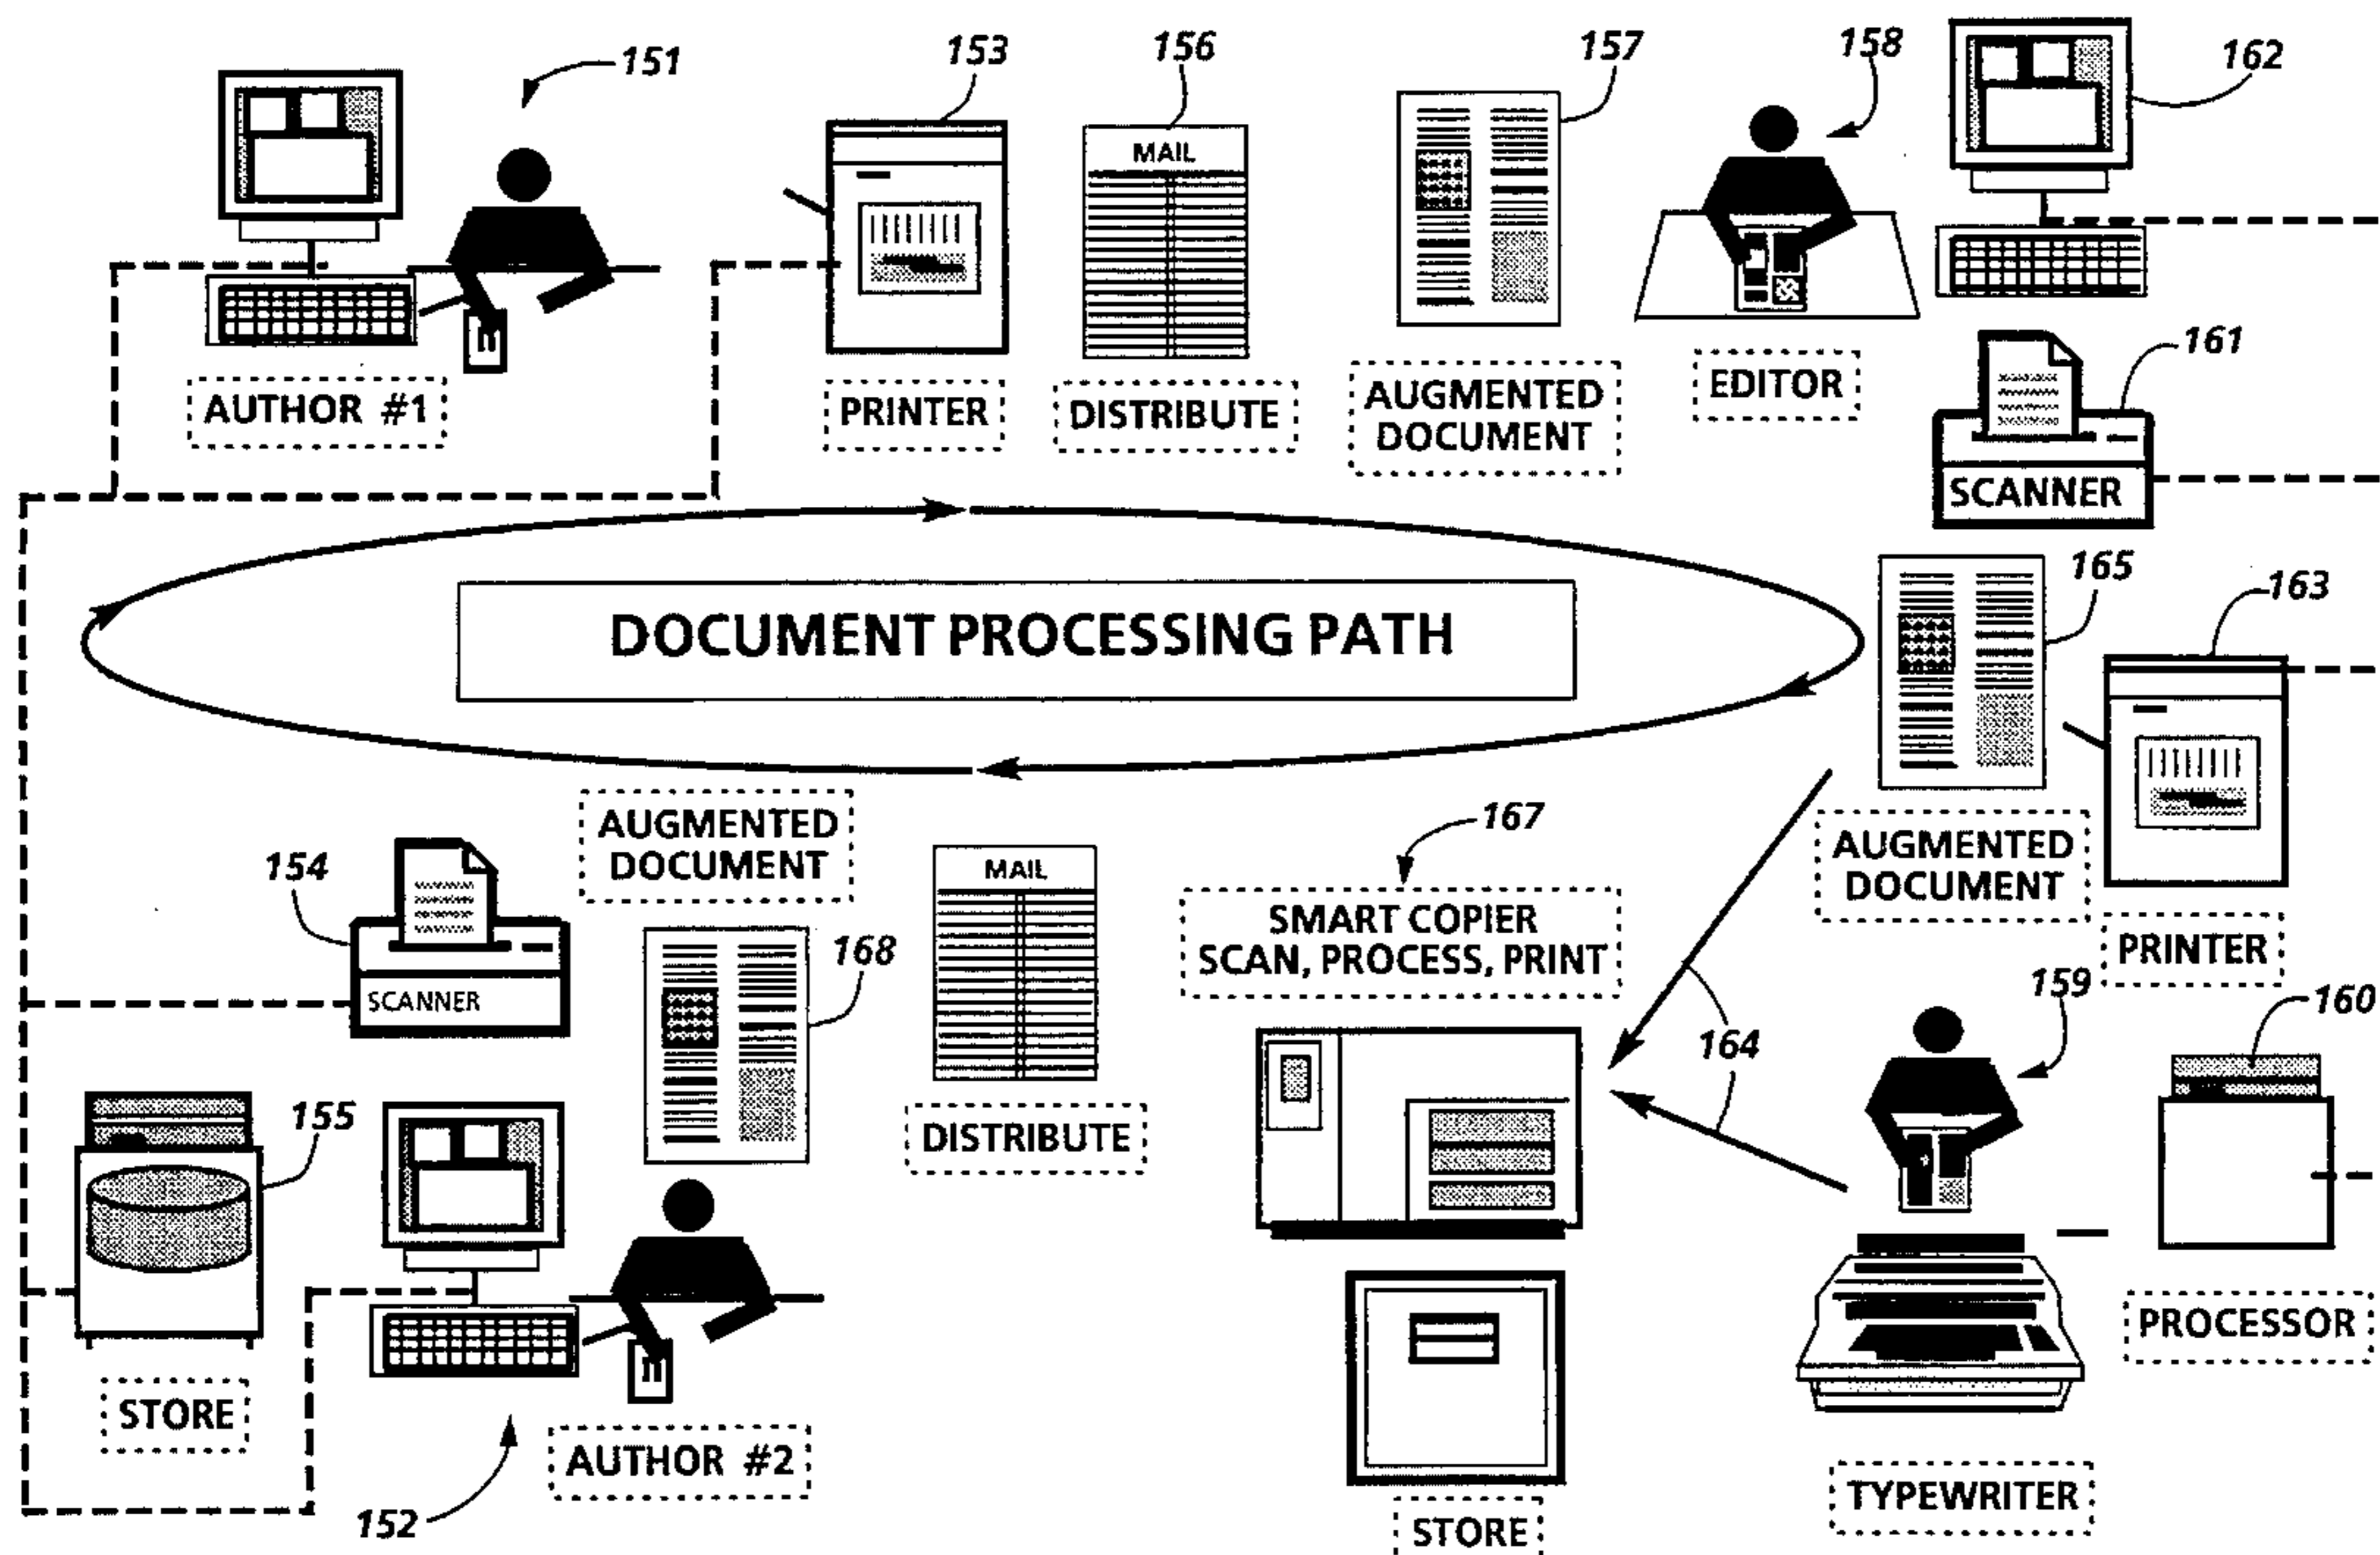 151
153
156
157
158
162
MAIL
161
AUTHOR #1
PRINTER
DISTRIBUTE
AUGMENTED
DOCUMENT
EDITOR
SCANNER
DOCUMENT PROCESSING PATH
165
163
AUGMENTED
DOCUMENT
PRINTER
154
SCANNER
AUGMENTED
DOCUMENT
168
MAIL
DISTRIBUTE
167
SMART COPIER
SCAN, PROCESS, PRINT
164
159
160
155
STORE
152
AUTHOR #2
STORE
PROCESSOR
TYPEWRITER